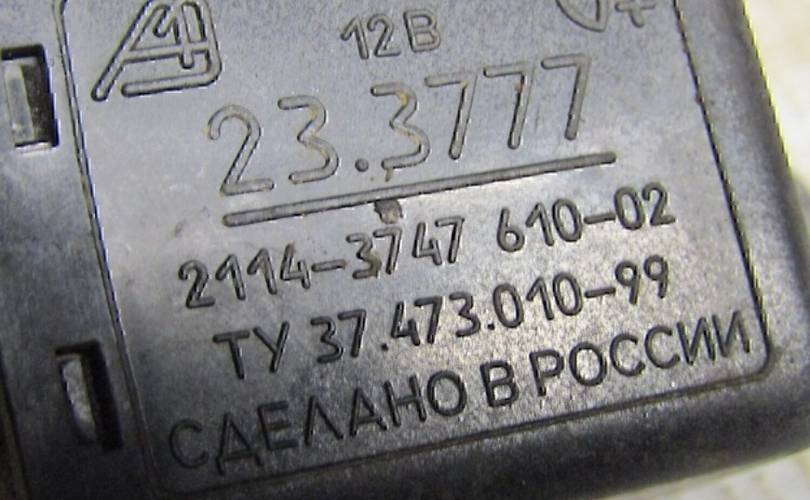 12В
23.3777
2114-3747 610-02
ТУ 37.473.010-99
СДЕЛАНО В РОССИИ